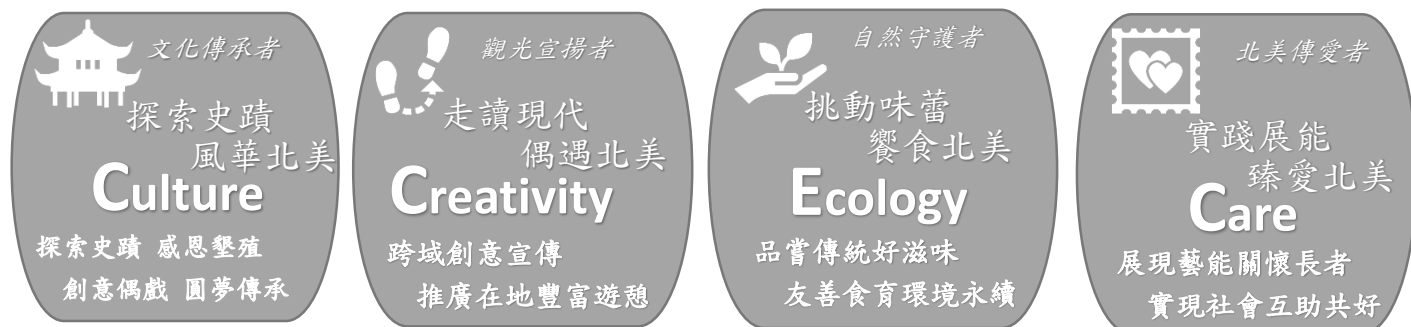 文化傳承者
探索史蹟
風華北美
Culture
探索史蹟 感恩墾殖
創意偶戲 圓夢傳承
觀光宣揚者
走讀現代
偶遇北美
Creativity
跨域創意宣傳
推廣在地豐富遊憩
自然守護者
挑動味蕾
饗食北美
Ecology
品嘗傳統好滋味
友善食育環境永續
北美傳愛者
實踐展能
臻愛北美
Care
展現藝能關懷長者
實現社會互助共好